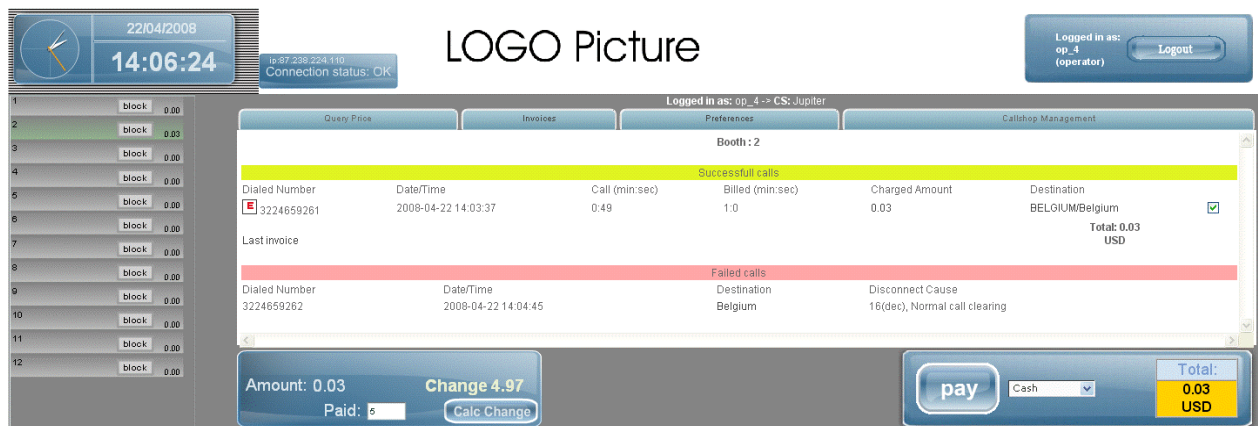 22/04/2008
14:06:24
ip:87.238.224.110
Connection status: OK
LOGO Picture
Logged in as:
op_4
(operator)
Logout
1 block 0.00
2 block 0.03
3 block 0.00
4 block 0.00
5 block 0.00
6 block 0.00
7 block 0.00
8 block 0.00
9 block 0.00
10 block 0.00
11 block 0.00
12 block 0.00
Logged in as: op_4 -> CS: Jupiter
Query Price Invoices Preferences Callshop Management
Booth : 2
Successfull calls
Dialed Number Date/Time Call (min:sec) Billed (min:sec) Charged Amount Destination
E 3224659261 2008-04-22 14:03:37 0:49 1:0 0.03 BELGIUM/Belgium
Total: 0.03
USD
Last invoice
Failed calls
Dialed Number Date/Time Destination Disconnect Cause
3224659262 2008-04-22 14:04:45 Belgium 16(dec), Normal call clearing
Amount: 0.03 Change 4.97
Paid: 5 Calc Change
pay Cash
Total:
0.03
USD